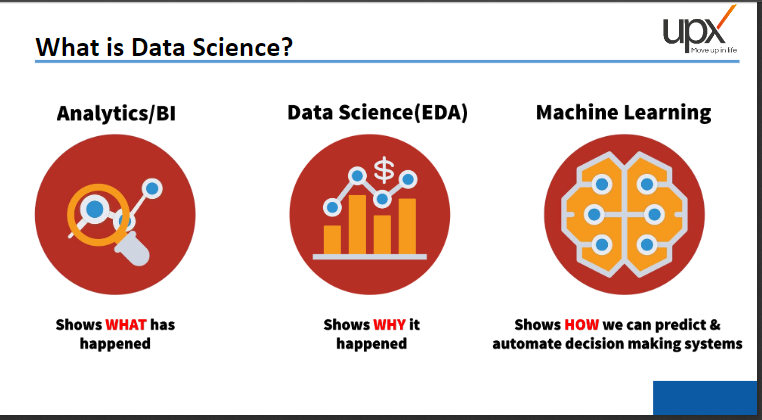 What is Data Science?
upx
Move up in life
Analytics/BI
Data Science(EDA)
Machine Learning
$
Shows WHAT has
happened
Shows WHY it
happened
Shows HOW we can predict &
automate decision making systems